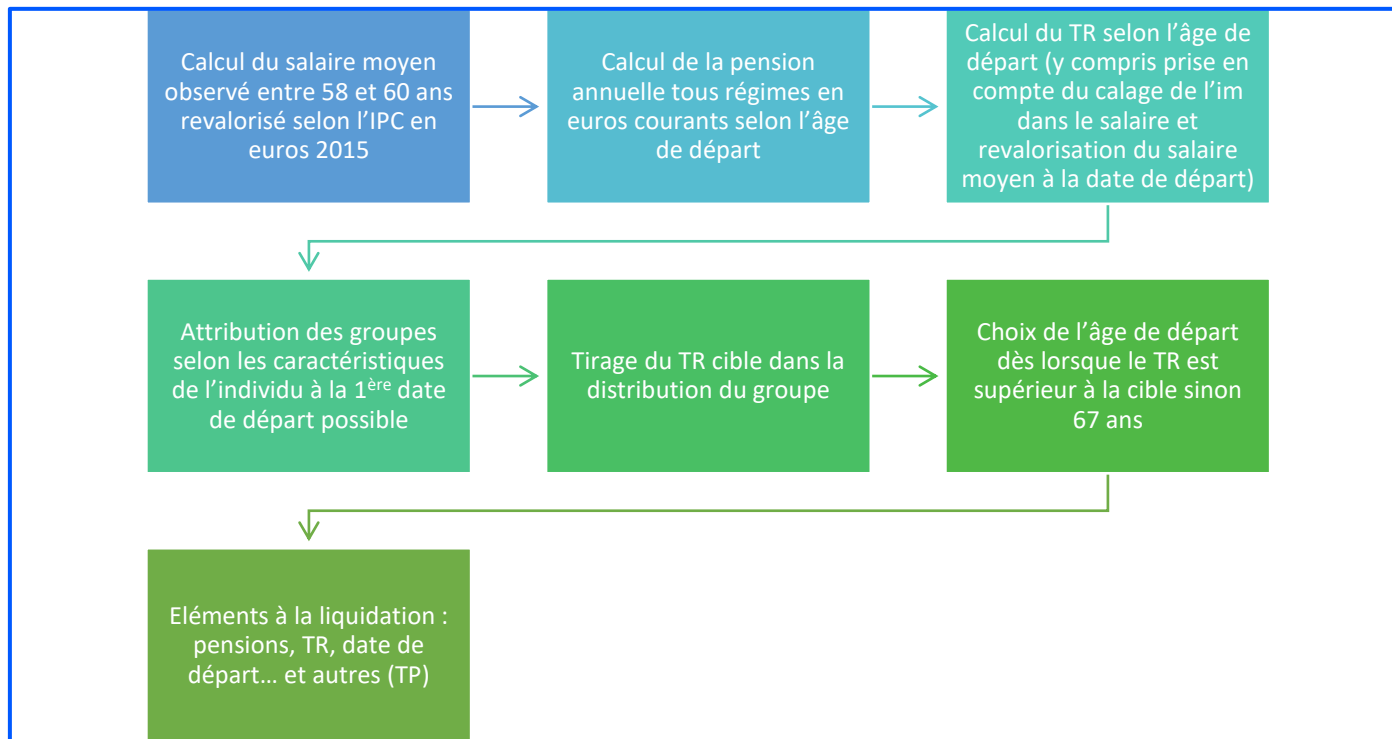 Calcul du salaire moyen
observé entre 58 et 60 ans
revalorisé selon l’IPC en
euros 2015
Calcul de la pension
annuelle tous régimes en
euros courants selon l’âge
de départ
Calcul du TR selon l’âge de
départ (y compris prise en
compte du calage de l’im
dans le salaire et
revalorisation du salaire
moyen à la date de départ)
Attribution des groupes
selon les caractéristiques
de l’individu à la 1ère date
de départ possible
Tirage du TR cible dans la
distribution du groupe
Choix de l’âge de départ
dès lorsque le TR est
supérieur à la cible sinon
67 ans
Eléments à la liquidation :
pensions, TR, date de
départ… et autres (TP)